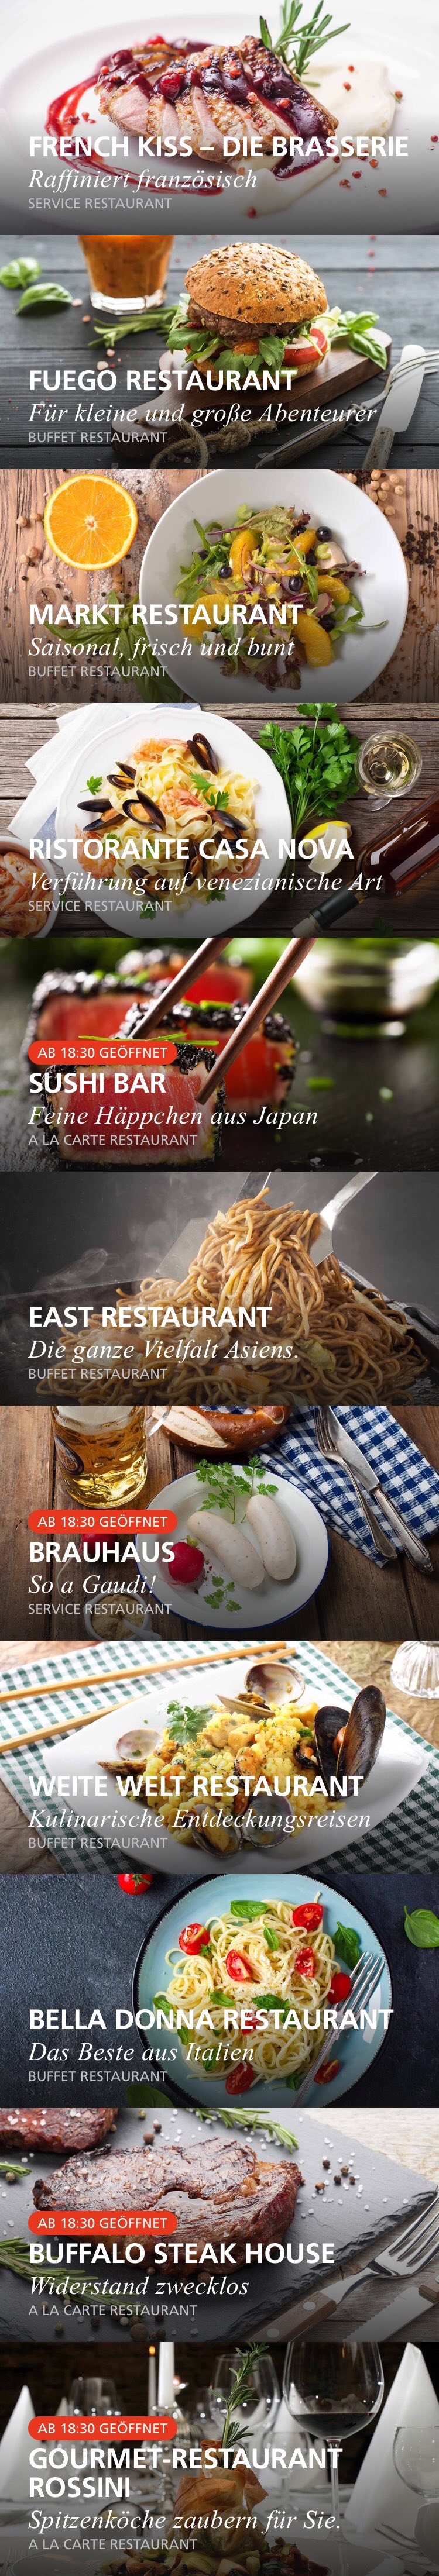 FRENCH KISS – DIE BRASSERIE
Raffiniert französisch
SERVICE RESTAURANT
FUEGO RESTAURANT
Für kleine und große Abenteurer
BUFFET RESTAURANT
MARKT RESTAURANT
Saisonal, frisch und bunt
BUFFET RESTAURANT
RISTORANTE CASA NOVA
Verführung auf venezianische Art
SERVICE RESTAURANT
AB 18:30 GEÖFFNET
SUSHI BAR
Feine Häppchen aus Japan
A LA CARTE RESTAURANT
EAST RESTAURANT
Die ganze Vielfalt Asiens.
BUFFET RESTAURANT
AB 18:30 GEÖFFNET
BRAUHAUS
So a Gaudi!
SERVICE RESTAURANT
WEITE WELT RESTAURANT
Kulinarische Entdeckungsreisen
BUFFET RESTAURANT
BELLA DONNA RESTAURANT
Das Beste aus Italien
BUFFET RESTAURANT
AB 18:30 GEÖFFNET
BUFFALO STEAK HOUSE
Widerstand zwecklos
A LA CARTE RESTAURANT
AB 18:30 GEÖFFNET
GOURMET-RESTAURANT
ROSSINI
Spitzenköche zaubern für Sie.
A LA CARTE RESTAURANT